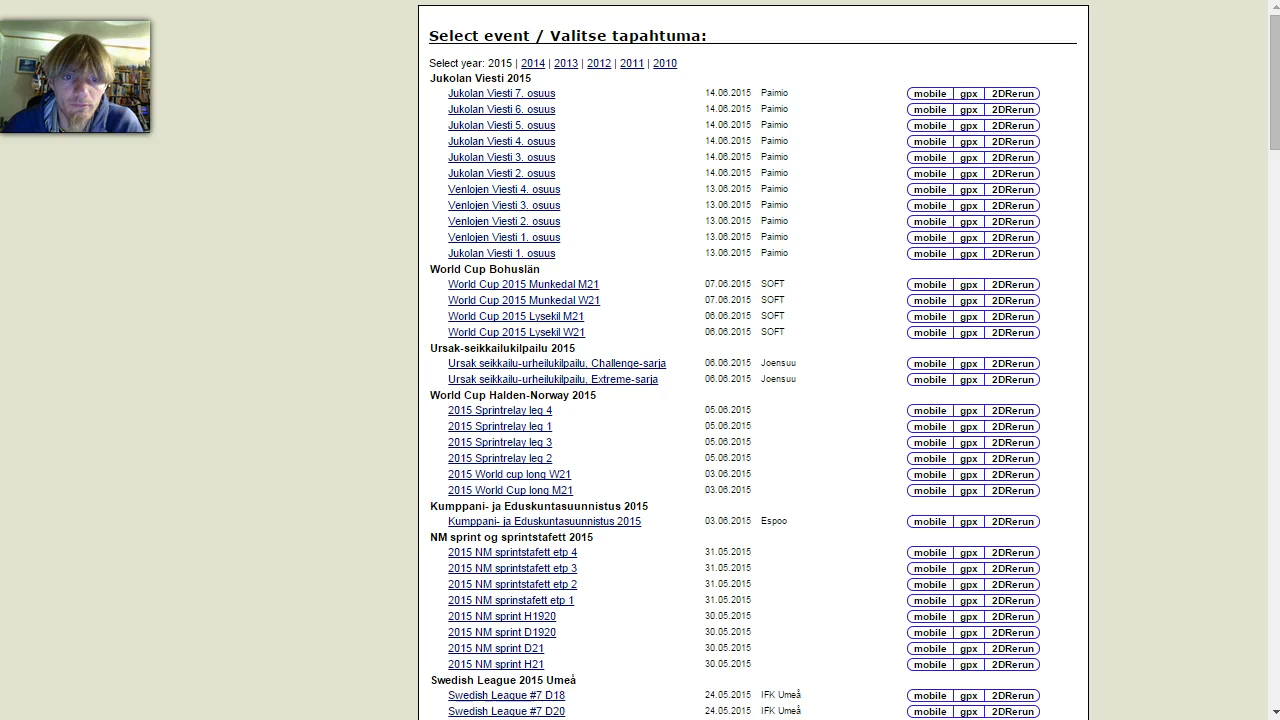 Select event / Valitse tapahtuma:
Select year: 2015 | 2014 | 2013 | 2012 | 2011 | 2010
Jukolan Viesti 2015
Jukolan Viesti 7. osuus 14.06.2015 Paimio mobile gpx 2DRerun
Jukolan Viesti 6. osuus 14.06.2015 Paimio mobile gpx 2DRerun
Jukolan Viesti 5. osuus 14.06.2015 Paimio mobile gpx 2DRerun
Jukolan Viesti 4. osuus 14.06.2015 Paimio mobile gpx 2DRerun
Jukolan Viesti 3. osuus 14.06.2015 Paimio mobile gpx 2DRerun
Jukolan Viesti 2. osuus 14.06.2015 Paimio mobile gpx 2DRerun
Venlojen Viesti 4. osuus 13.06.2015 Paimio mobile gpx 2DRerun
Venlojen Viesti 3. osuus 13.06.2015 Paimio mobile gpx 2DRerun
Venlojen Viesti 2. osuus 13.06.2015 Paimio mobile gpx 2DRerun
Venlojen Viesti 1. osuus 13.06.2015 Paimio mobile gpx 2DRerun
Jukolan Viesti 1. osuus 13.06.2015 Paimio mobile gpx 2DRerun
World Cup Bohuslän
World Cup 2015 Munkedal M21 07.06.2015 SOFT mobile gpx 2DRerun
World Cup 2015 Munkedal W21 07.06.2015 SOFT mobile gpx 2DRerun
World Cup 2015 Lysekil M21 06.06.2015 SOFT mobile gpx 2DRerun
World Cup 2015 Lysekil W21 06.06.2015 SOFT mobile gpx 2DRerun
Ursak-seikkailukilpailu 2015
Ursak seikkailu-urheilukilpailu, Challenge-sarja 06.06.2015 Joensuu mobile gpx 2DRerun
Ursak seikkailu-urheilukilpailu, Extreme-sarja 06.06.2015 Joensuu mobile gpx 2DRerun
World Cup Halden-Norway 2015
2015 Sprintrelay leg 4 05.06.2015 mobile gpx 2DRerun
2015 Sprintrelay leg 1 05.06.2015 mobile gpx 2DRerun
2015 Sprintrelay leg 3 05.06.2015 mobile gpx 2DRerun
2015 Sprintrelay leg 2 05.06.2015 mobile gpx 2DRerun
2015 World cup long W21 03.06.2015 mobile gpx 2DRerun
2015 World Cup long M21 03.06.2015 mobile gpx 2DRerun
Kumppani- ja Eduskuntasuunnistus 2015
Kumppani- ja Eduskuntasuunnistus 2015 03.06.2015 Espoo mobile gpx 2DRerun
NM sprint og sprintstafett 2015
2015 NM sprintstafett etp 4 31.05.2015 mobile gpx 2DRerun
2015 NM sprintstafett etp 3 31.05.2015 mobile gpx 2DRerun
2015 NM sprintstafett etp 2 31.05.2015 mobile gpx 2DRerun
2015 NM sprinstafett etp 1 31.05.2015 mobile gpx 2DRerun
2015 NM sprint H1920 30.05.2015 mobile gpx 2DRerun
2015 NM sprint D1920 30.05.2015 mobile gpx 2DRerun
2015 NM sprint D21 30.05.2015 mobile gpx 2DRerun
2015 NM sprint H21 30.05.2015 mobile gpx 2DRerun
Swedish League 2015 Umeå
Swedish League #7 D18 24.05.2015 IFK Umeå mobile gpx 2DRerun
Swedish League #7 D20 24.05.2015 IFK Umeå mobile gpx 2DRerun